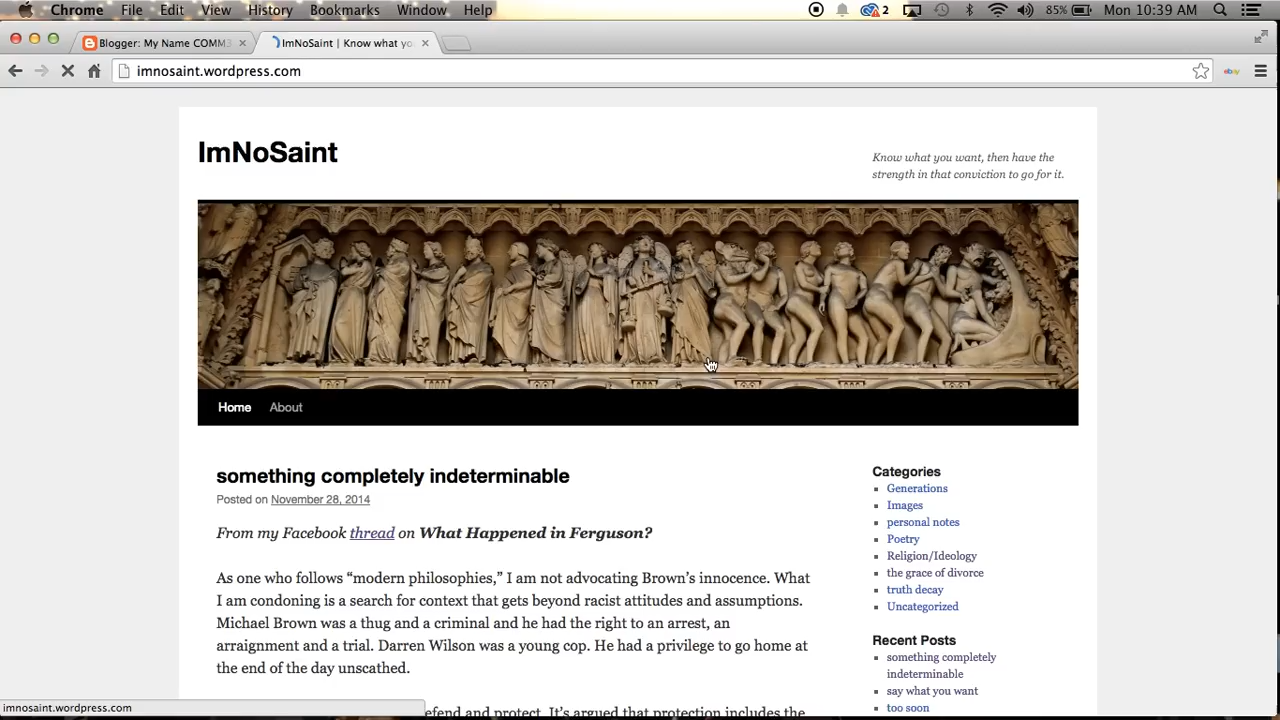 Chrome File Edit View History Bookmarks Window Help 2 85% Mon 10:39 AM
Blogger: My Name COMM3 ImNoSaint | Know what yo
imnosaint.wordpress.com ebay
ImNoSaint
Know what you want, then have the
strength in that conviction to go for it.
Home About
something completely indeterminable
Posted on November 28, 2014
From my Facebook thread on What Happened in Ferguson?
As one who follows “modern philosophies,” I am not advocating Brown’s innocence. What
I am condoning is a search for context that gets beyond racist attitudes and assumptions.
Michael Brown was a thug and a criminal and he had the right to an arrest, an
arraignment and a trial. Darren Wilson was a young cop. He had a privilege to go home at
the end of the day unscathed.
efend and protect. It’s argued that protection includes the
Categories
Generations
Images
personal notes
Poetry
Religion/Ideology
the grace of divorce
truth decay
Uncategorized
Recent Posts
something completely
indeterminable
say what you want
too soon
imnosaint.wordpress.com